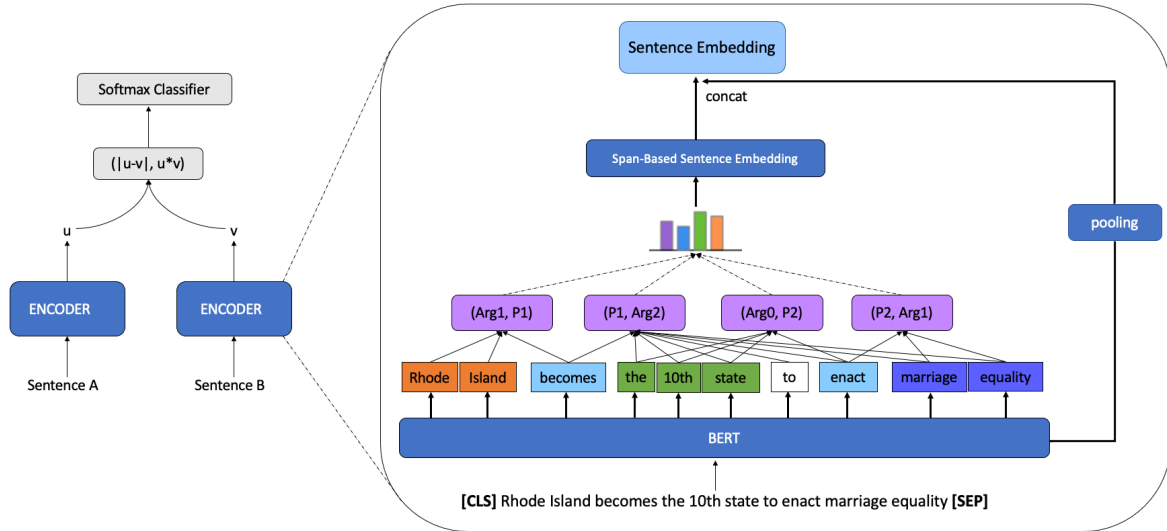 Sentence Embedding
concat
Softmax Classifier
Span-Based Sentence Embedding
(|u-v|, u*v)
pooling
u
v
ENCODER
ENCODER
(Arg1, P1)
(P1, Arg2)
(Arg0, P2)
(P2, Arg1)
Sentence A
Sentence B
Rhode Island becomes the 10th state to enact marriage equality
BERT
[CLS] Rhode Island becomes the 10th state to enact marriage equality [SEP]